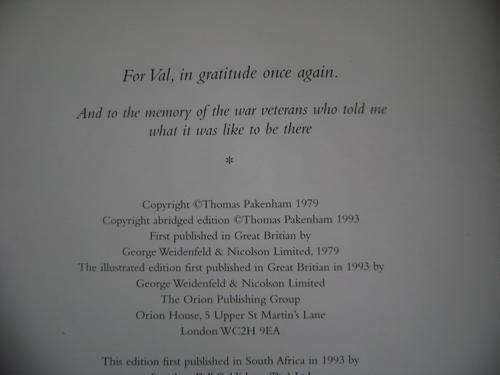 For Val, in gratitude once again.
And to the memory of the war veterans who told me
what it was like to be there
*
Copyright ©Thomas Pakenham 1979
Copyright abridged edition ©Thomas Pakenham 1993
First published in Great Britian by
George Weidenfeld & Nicolson Limited, 1979
The illustrated edition first published in Great Britian in 1993 by
George Weidenfeld & Nicolson Limited
The Orion Publishing Group
Orion House, 5 Upper St Martin's Lane
London WC2H 9EA
This edition first published in South Africa in 1993 by